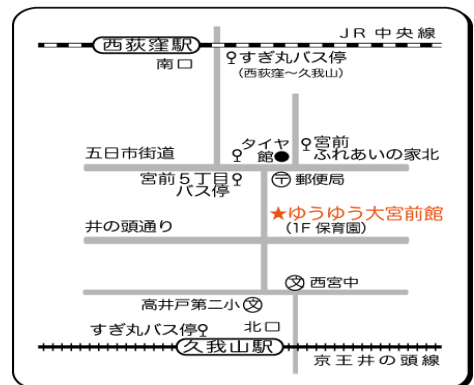 JR中央線
西荻窪駅
南口
すぎ丸バス停
(西荻窪〜久我山)
タイヤ
館
宮前
ふれあいの家北
五日市街道
宮前5丁目
バス停
〒郵便局
★ゆうゆう大宮前館
(1F 保育園)
井の頭通り
文 西宮中
高井戸第二小 文
すぎ丸バス停
北口
久我山駅
京王井の頭線